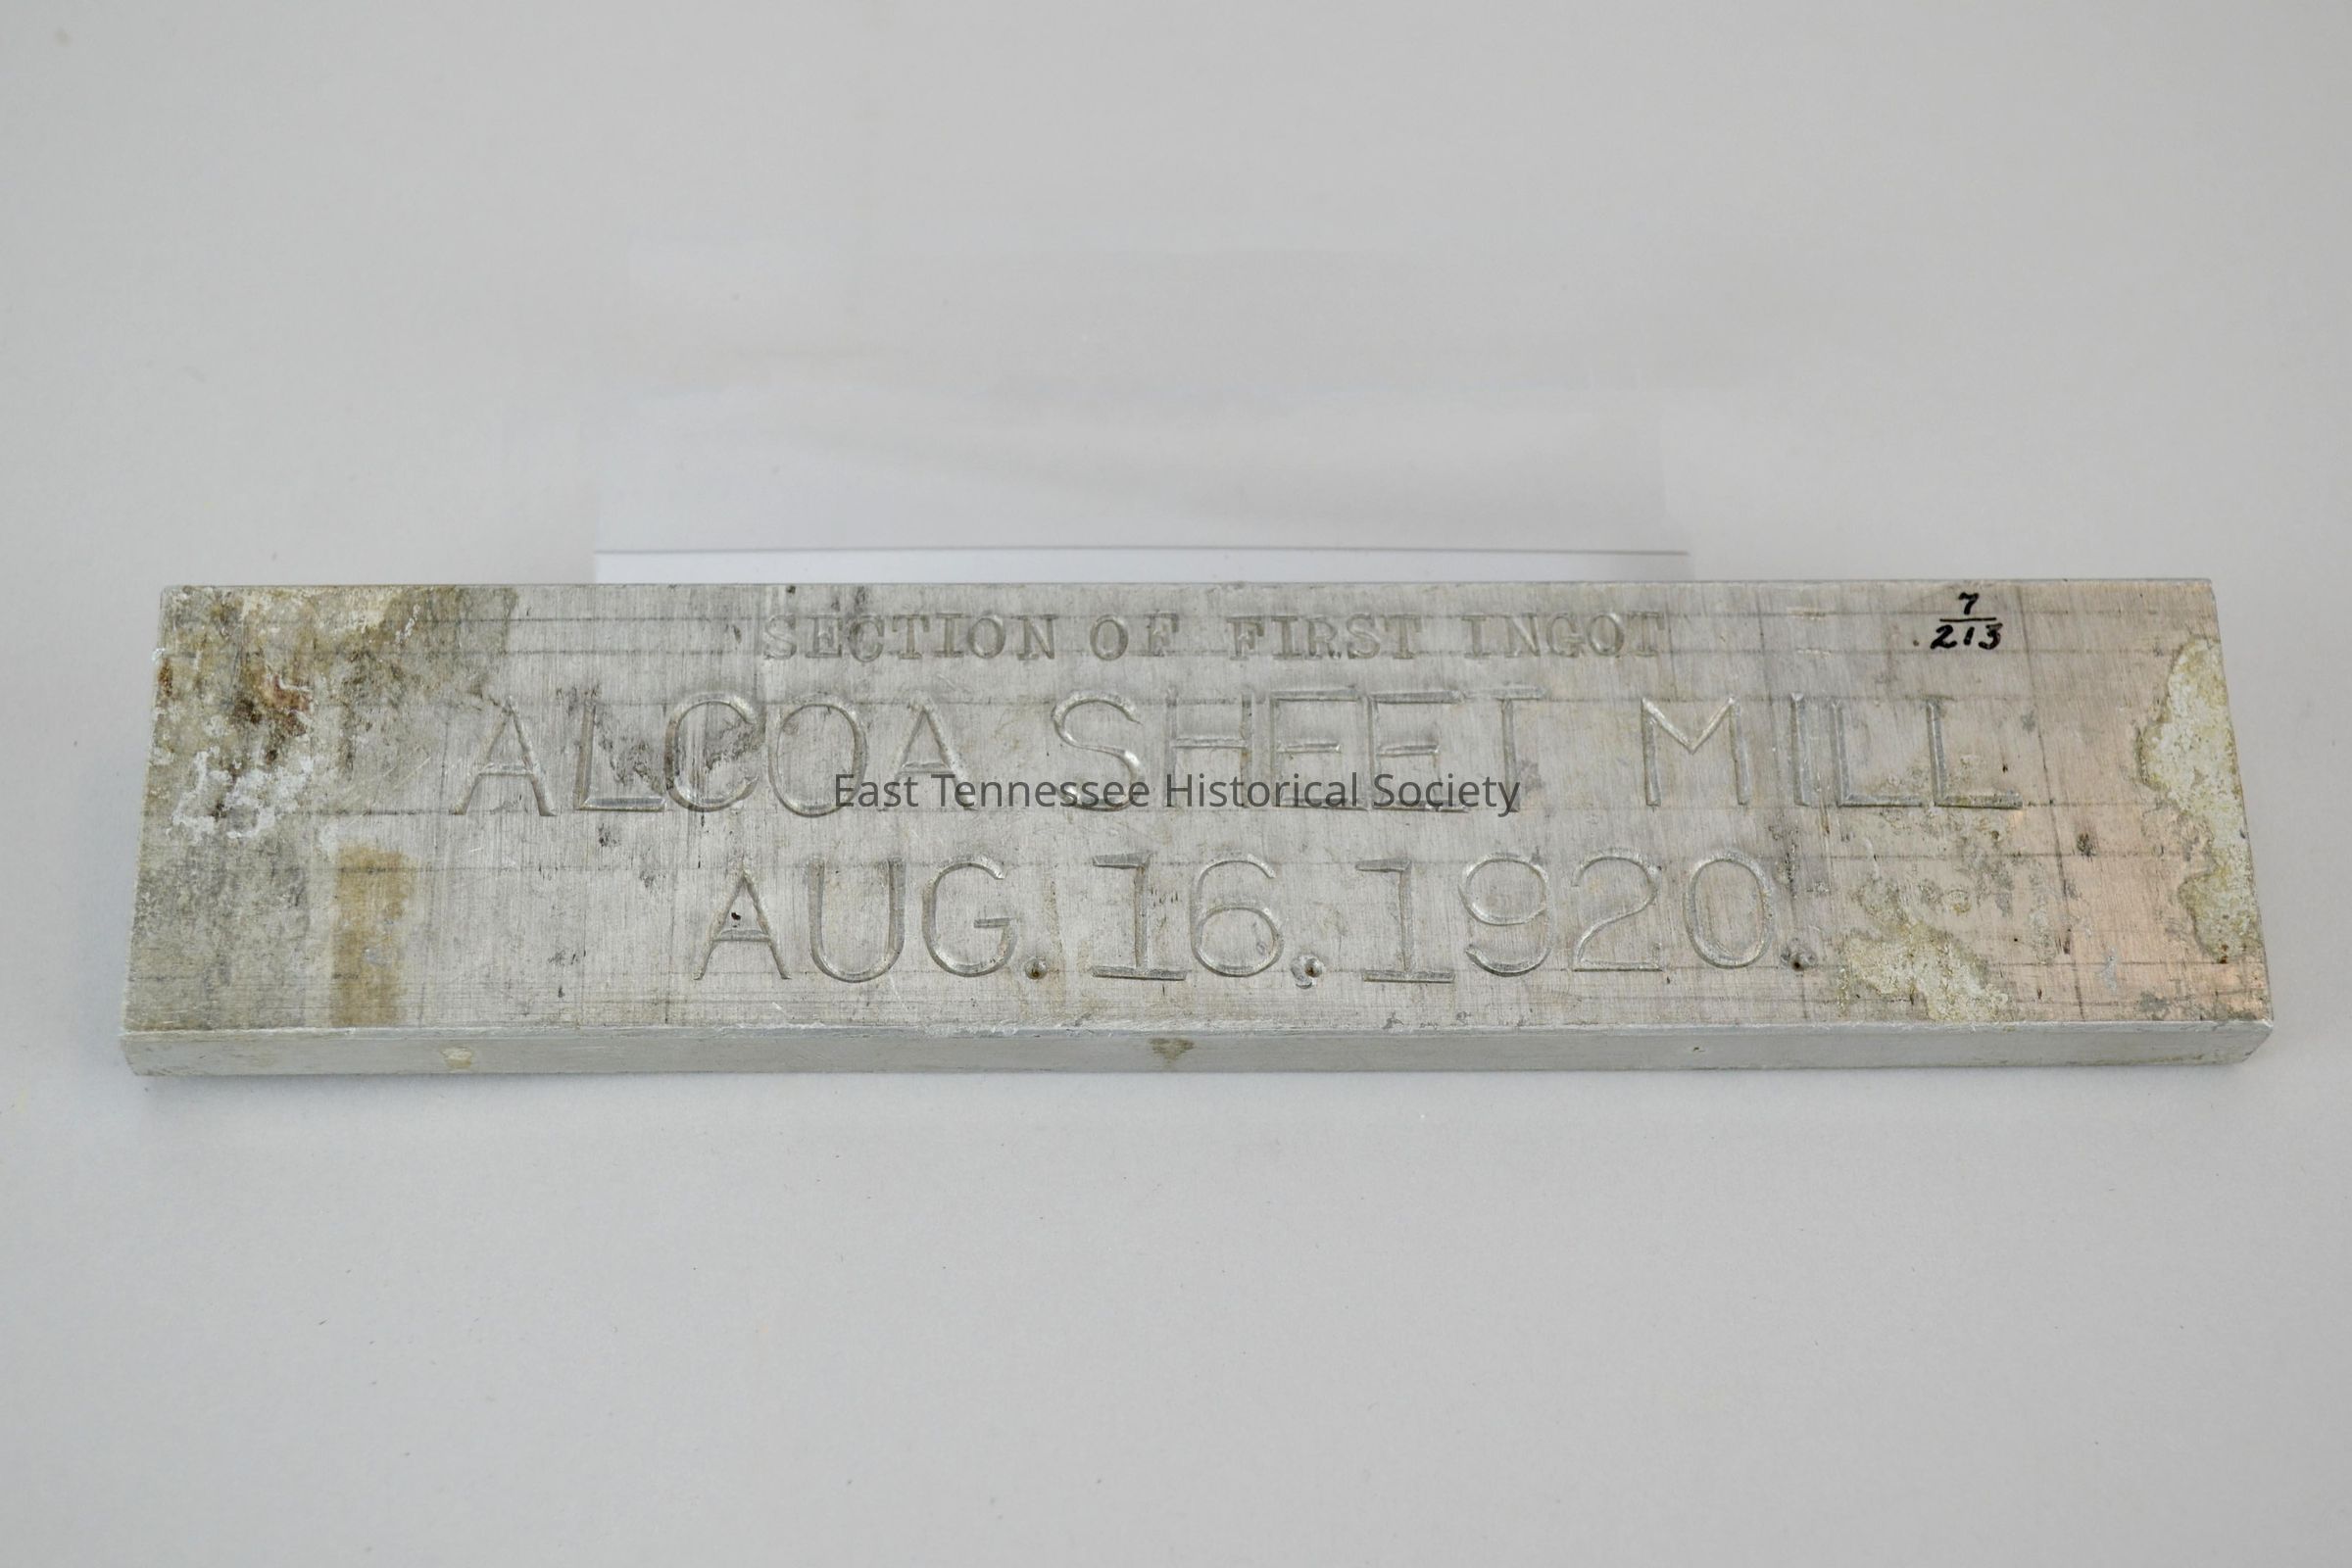 SECTION OF FIRST INGOT
7
213
ALCOA SHEET MILL
East Tennessee Historical Society
AUG. 16, 1920.